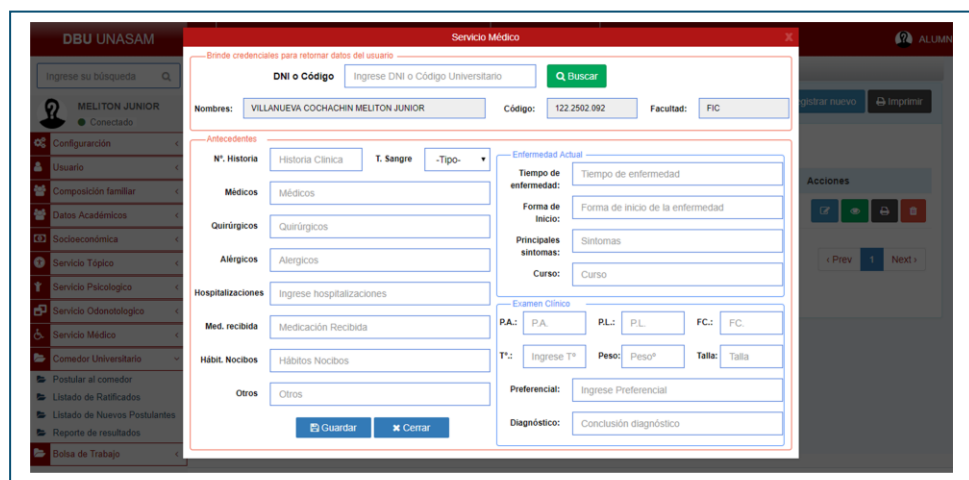 DBU UNASAM
Servicio Médico
X
ALUMN
Ingrese su búsqueda
MELITON JUNIOR
Conectado
Configurarción
Usuario
Composición familiar
Datos Académicos
Socioeconómica
Servicio Tópico
Servicio Psicologico
Servicio Odonotologico
Servicio Médico
Comedor Universitario
Postular al comedor
Listado de Ratificados
Listado de Nuevos Postulantes
Reporte de resultados
Bolsa de Trabajo
Brinde credenciales para retornar datos del usuario
DNI o Código Ingrese DNI o Código Universitario Buscar
Nombres: VILLANUEVA COCHACHIN MELITON JUNIOR Código: 122.2502.092 Facultad: FIC
Antecedentes
N°. Historia Historia Clínica T. Sangre -Tipo-
Médicos Médicos
Quirúrgicos Quirúrgicos
Alérgicos Alergicos
Hospitalizaciones Ingrese hospitalizaciones
Med. recibida Medicación Recibida
Hábit. Nocibos Hábitos Nocibos
Otros Otros
Guardar Cerrar
Enfermedad Actual
Tiempo de
enfermedad: Tiempo de enfermedad
Forma de
Inicio: Forma de inicio de la enfermedad
Principales
sintomas: Sintomas
Curso: Curso
Examen Clínico
P.A.: P.A. P.L.: P.L. FC.: FC.
T°.: Ingrese T° Peso: Peso° Talla: Talla
Preferencial: Ingrese Preferencial
Diagnóstico: Conclusión diagnóstico
egistrar nuevo Imprimir
Acciones
‹ Prev 1 Next ›